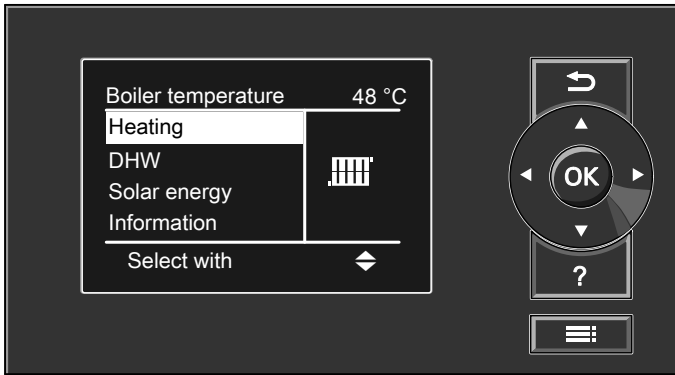 Boiler temperature 48 °C
Heating
DHW
Solar energy
Information
Select with
OK
?